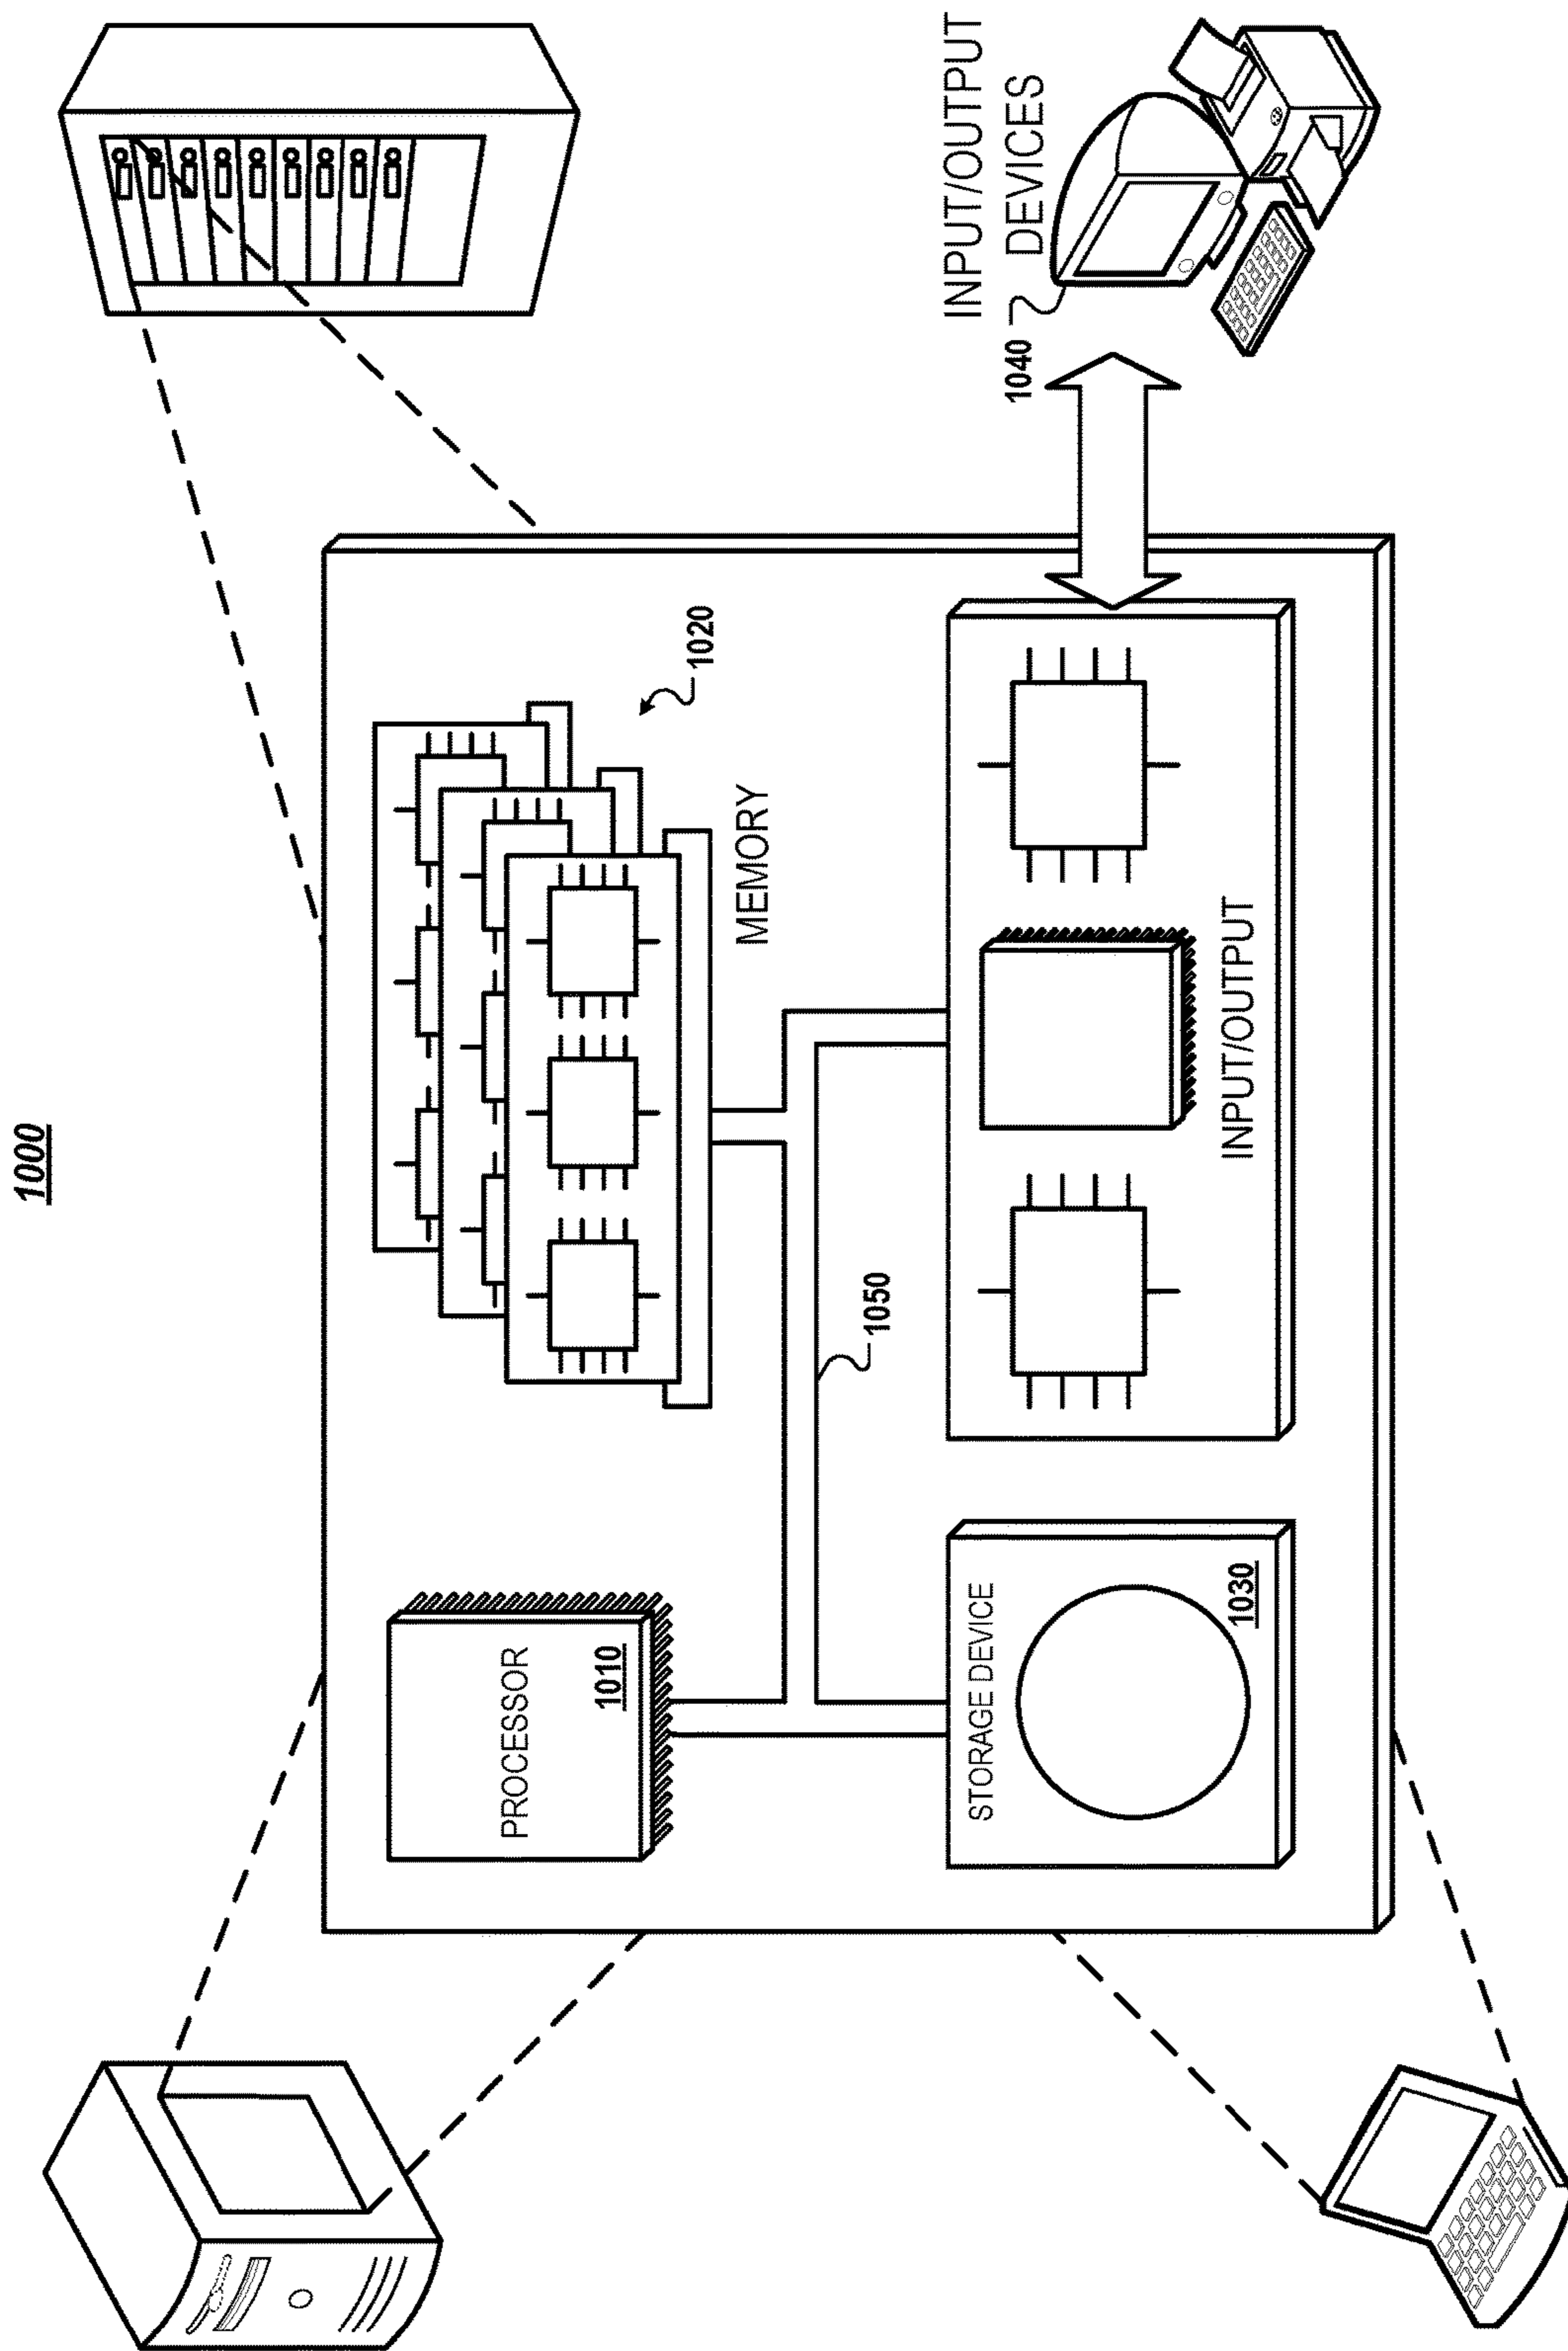 1000
PROCESSOR
1010
MEMORY
1020
1050
STORAGE DEVICE
1030
INPUT/OUTPUT
1040
INPUT/OUTPUT
DEVICES